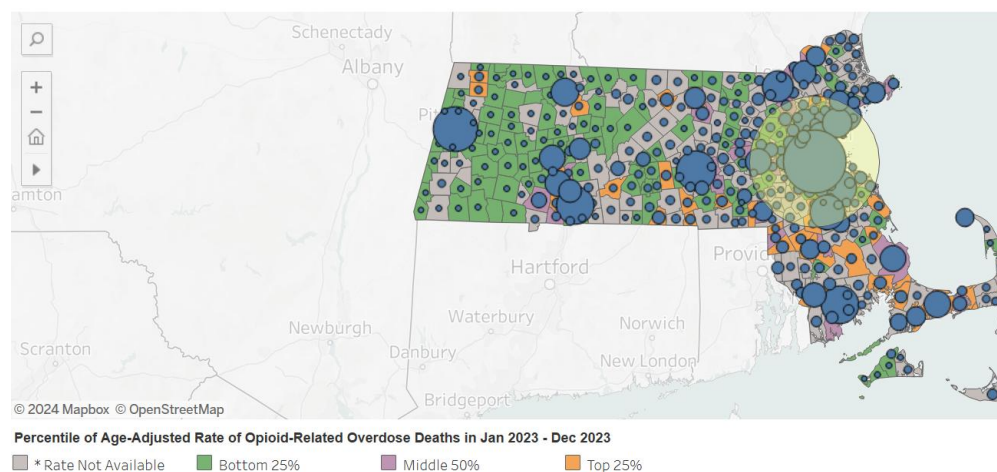 Schenectady
Albany
Lo
Pit
amton
Provid
Hartford
Waterbury
Norwich
Newburgh
Scranton
Danbury
New London
Bridgeport
© 2024 Mapbox © OpenStreetMap
Percentile of Age-Adjusted Rate of Opioid-Related Overdose Deaths in Jan 2023 - Dec 2023
* Rate Not Available Bottom 25% Middle 50% Top 25%